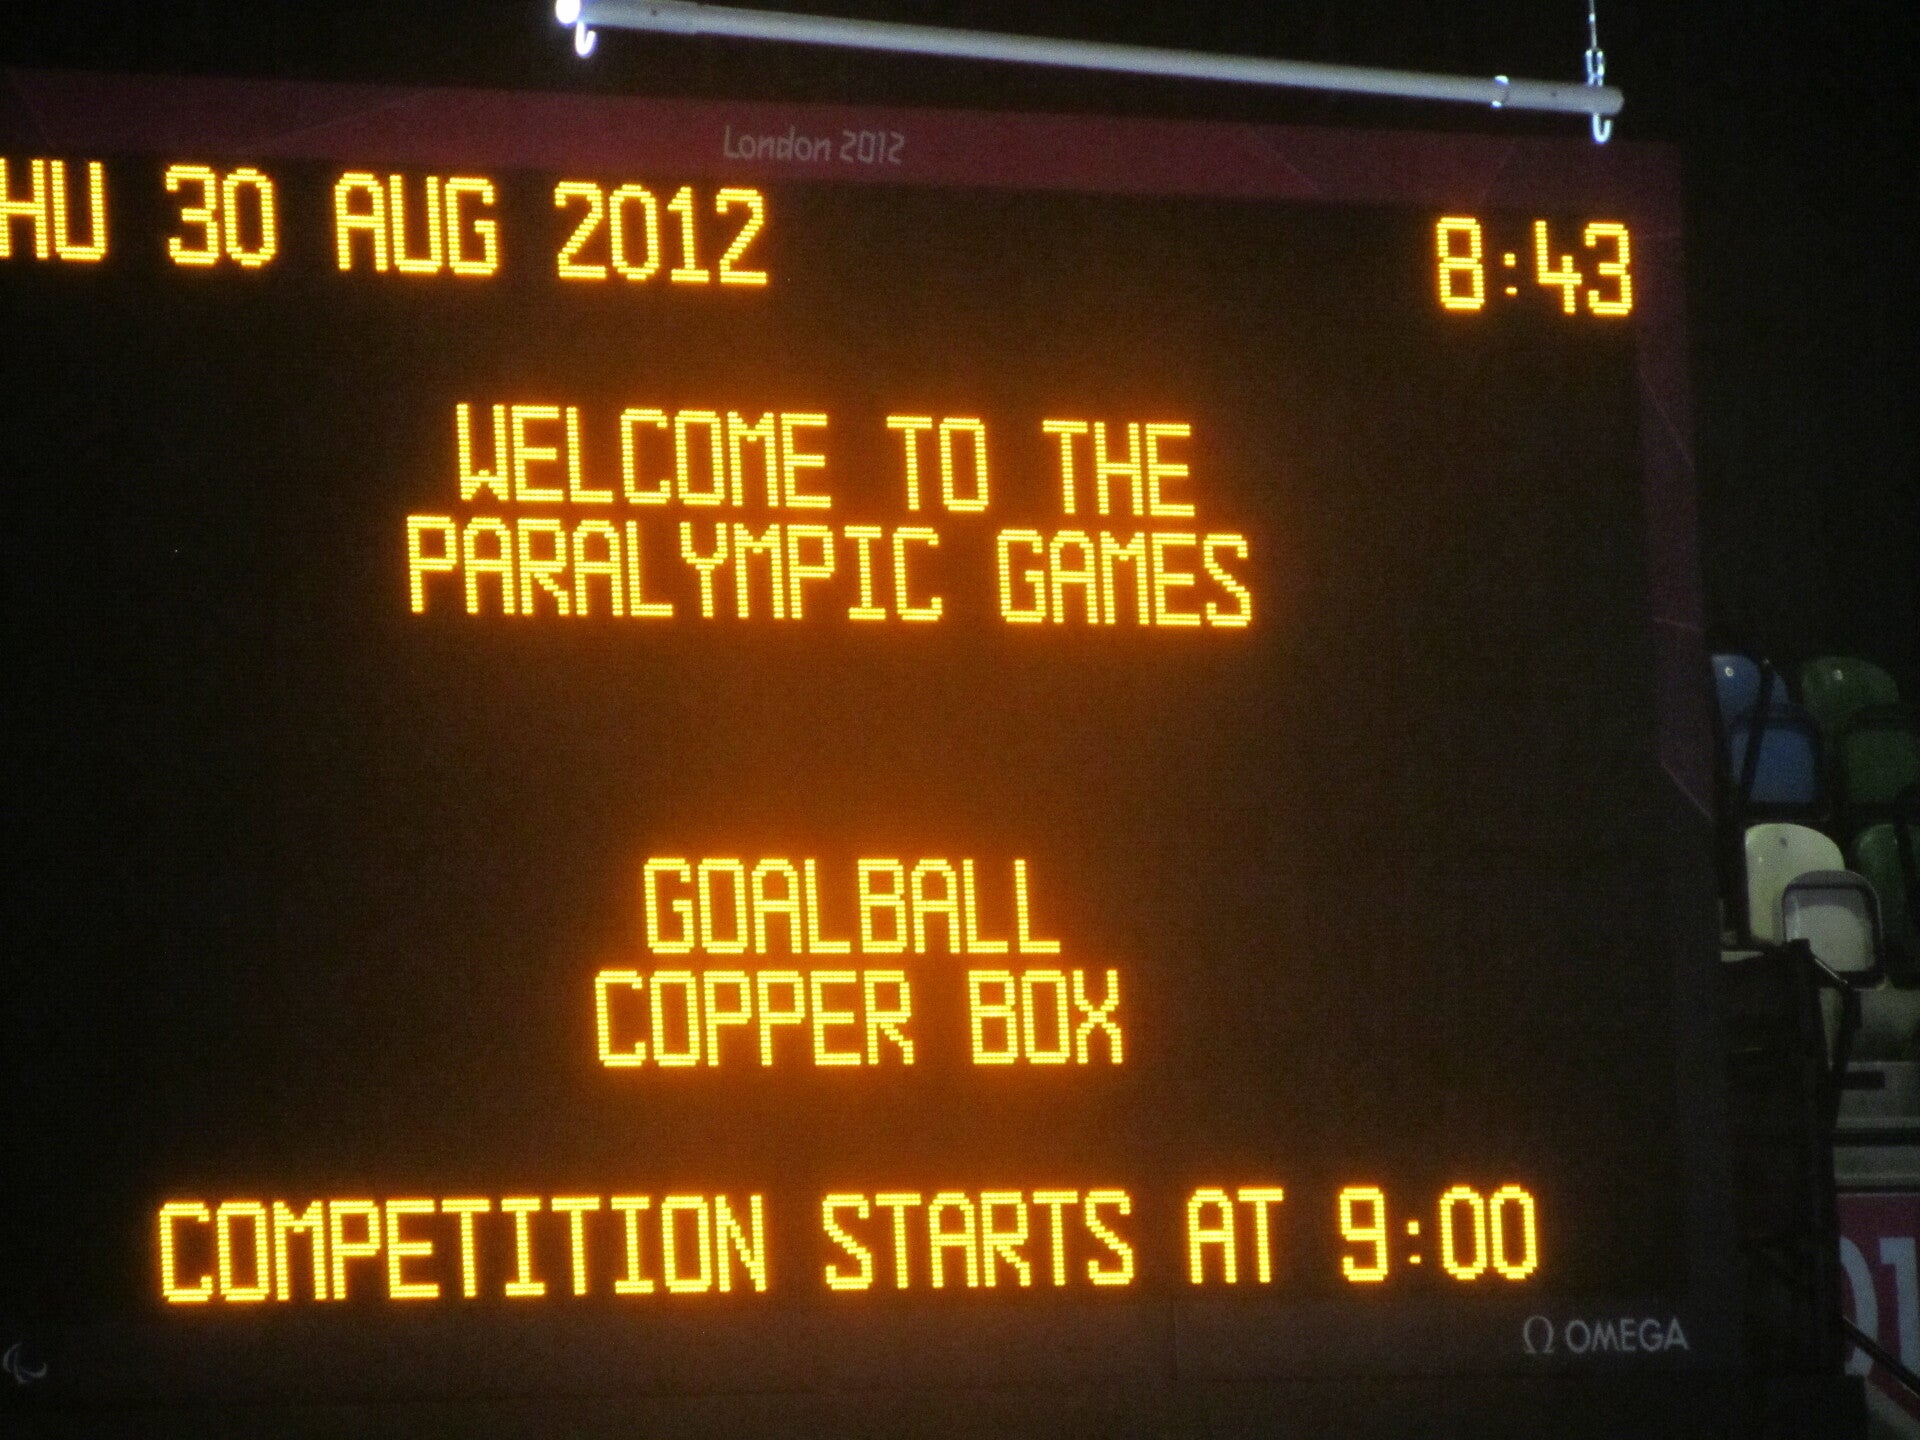 London 2012
HU 30 AUG 2012 8:43
WELCOME TO THE
PARALYMPIC GAMES
GOALBALL
COPPER BOX
COMPETITION STARTS AT 9:00
Ω OMEGA
01